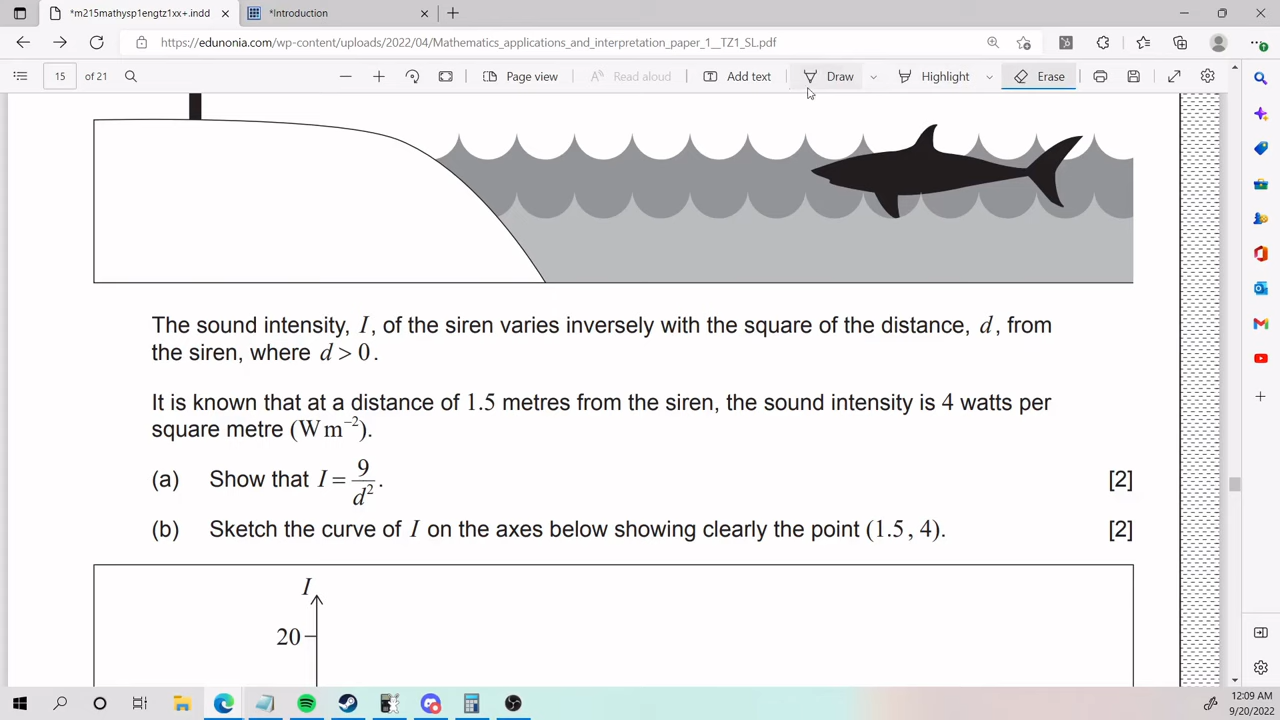 *m215mathysp1engtz1xx+.indd
*Introduction
https://edunonia.com/wp-content/uploads/2022/04/Mathematics_applications_and_interpretation_paper_1__TZ1_SL.pdf
15 of 21 Page view Read aloud Add text Draw Highlight Erase
The sound intensity, I, of the siren varies inversely with the square of the distance, d, from
the siren, where d > 0.
It is known that at a distance of 1.5 metres from the siren, the sound intensity is 4 watts per
square metre (W m⁻²).
(a) Show that I = 9/d². [2]
(b) Sketch the curve of I on the axes below showing clearly the point (1.5, 4). [2]
I
20
12:09 AM
9/20/2022